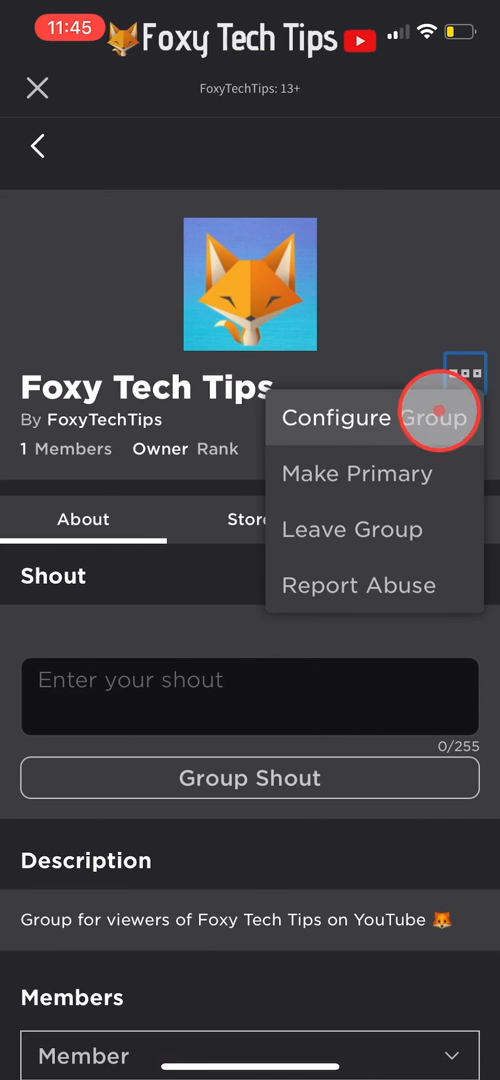 11:45
Foxy Tech Tips
FoxyTechTips: 13+
Foxy Tech Tips
By FoxyTechTips
1 Members Owner Rank
Configure Group
Make Primary
Leave Group
Report Abuse
About
Store
Shout
Enter your shout
0/255
Group Shout
Description
Group for viewers of Foxy Tech Tips on YouTube 🦊
Members
Member